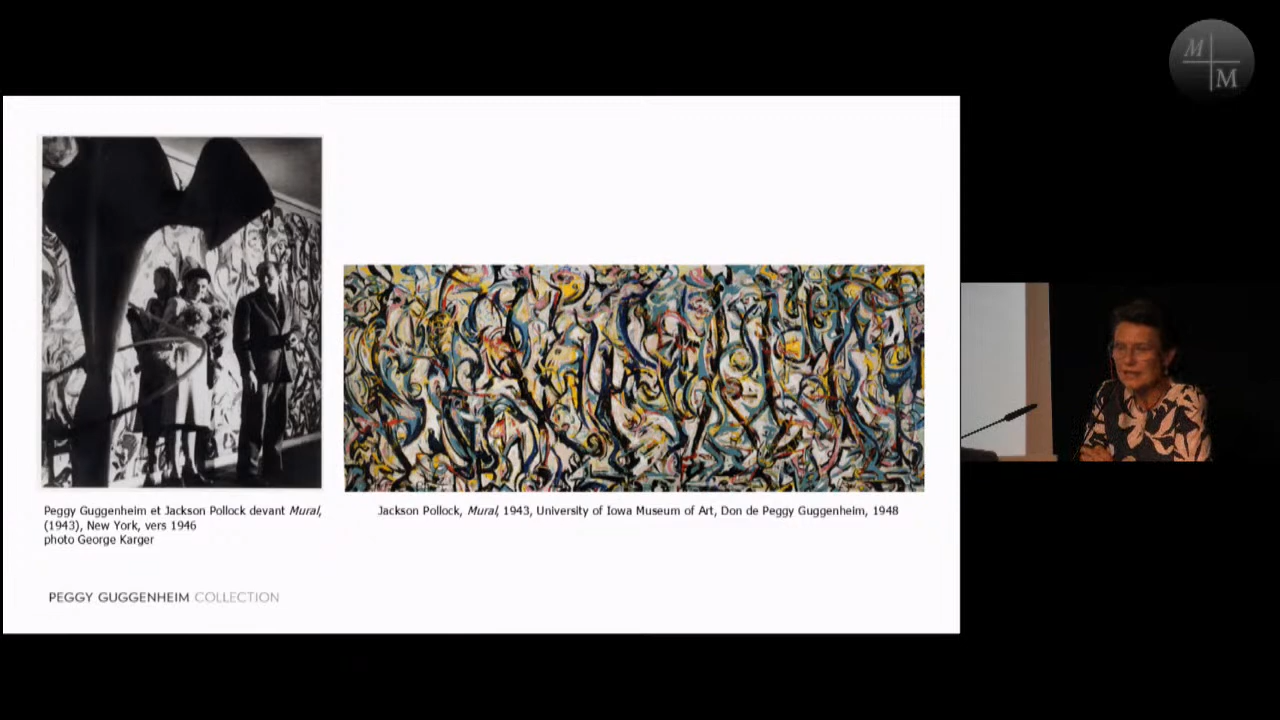 M
M
Peggy Guggenheim et Jackson Pollock devant Mural,
(1943), New York, vers 1946
photo George Karger
Jackson Pollock, Mural, 1943, University of Iowa Museum of Art, Don de Peggy Guggenheim, 1948
PEGGY GUGGENHEIM COLLECTION